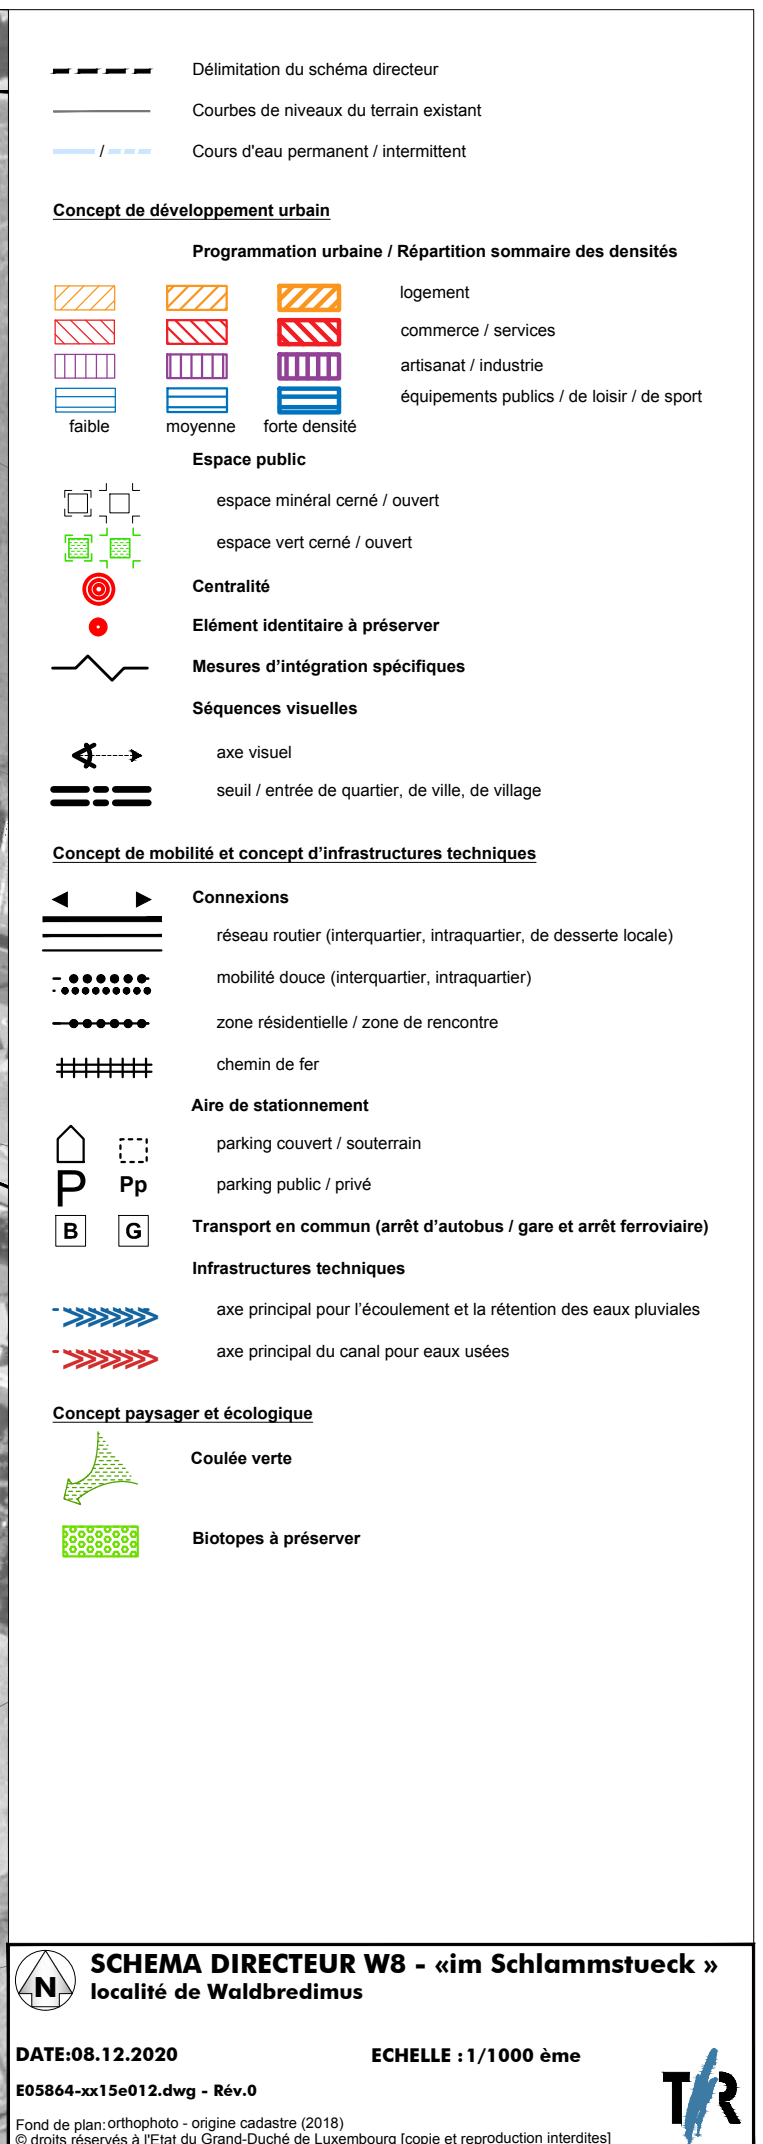 Délimitation du schéma directeur
Courbes de niveaux du terrain existant
/ Cours d'eau permanent / intermittent
Concept de développement urbain
Programmation urbaine / Répartition sommaire des densités
logement
commerce / services
artisanat / industrie
équipements publics / de loisir / de sport
faible moyenne forte densité
Espace public
espace minéral cerné / ouvert
espace vert cerné / ouvert
Centralité
Elément identitaire à préserver
Mesures d’intégration spécifiques
Séquences visuelles
axe visuel
seuil / entrée de quartier, de ville, de village
Concept de mobilité et concept d’infrastructures techniques
Connexions
réseau routier (interquartier, intraquartier, de desserte locale)
mobilité douce (interquartier, intraquartier)
zone résidentielle / zone de rencontre
chemin de fer
Aire de stationnement
parking couvert / souterrain
P Pp parking public / privé
B G Transport en commun (arrêt d’autobus / gare et arrêt ferroviaire)
Infrastructures techniques
axe principal pour l’écoulement et la rétention des eaux pluviales
axe principal du canal pour eaux usées
Concept paysager et écologique
Coulée verte
Biotopes à préserver
N SCHEMA DIRECTEUR W8 - «im Schlammstueck »
localité de Waldbredimus
DATE:08.12.2020 ECHELLE : 1/1000 ème
E05864-xx15e012.dwg - Rév.0
TR
Fond de plan: orthophoto - origine cadastre (2018)
© droits réservés à l'Etat du Grand-Duché de Luxembourg [copie et reproduction interdites]